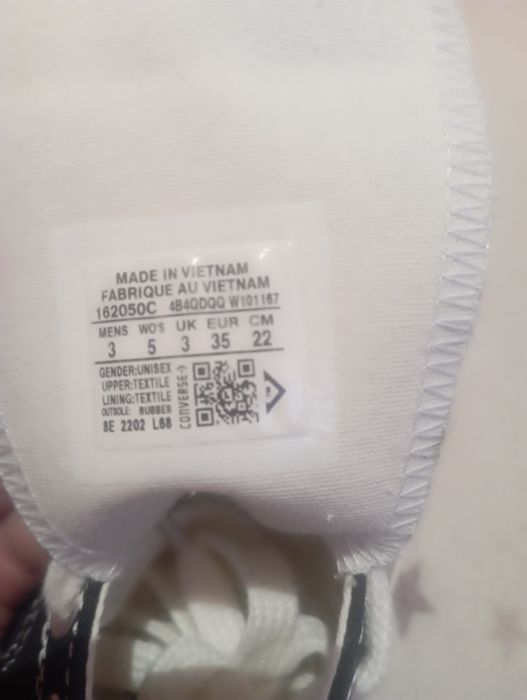 MADE IN VIETNAM
FABRIQUE AU VIETNAM
162050C 4B4QDQQ W101167
MENS WO'S UK EUR CM
3 5 3 35 22
GENDER:UNISEX
UPPER:TEXTILE
LINING:TEXTILE
OUTSOLE: RUBBER
8E 2202 L68
CONVERSE